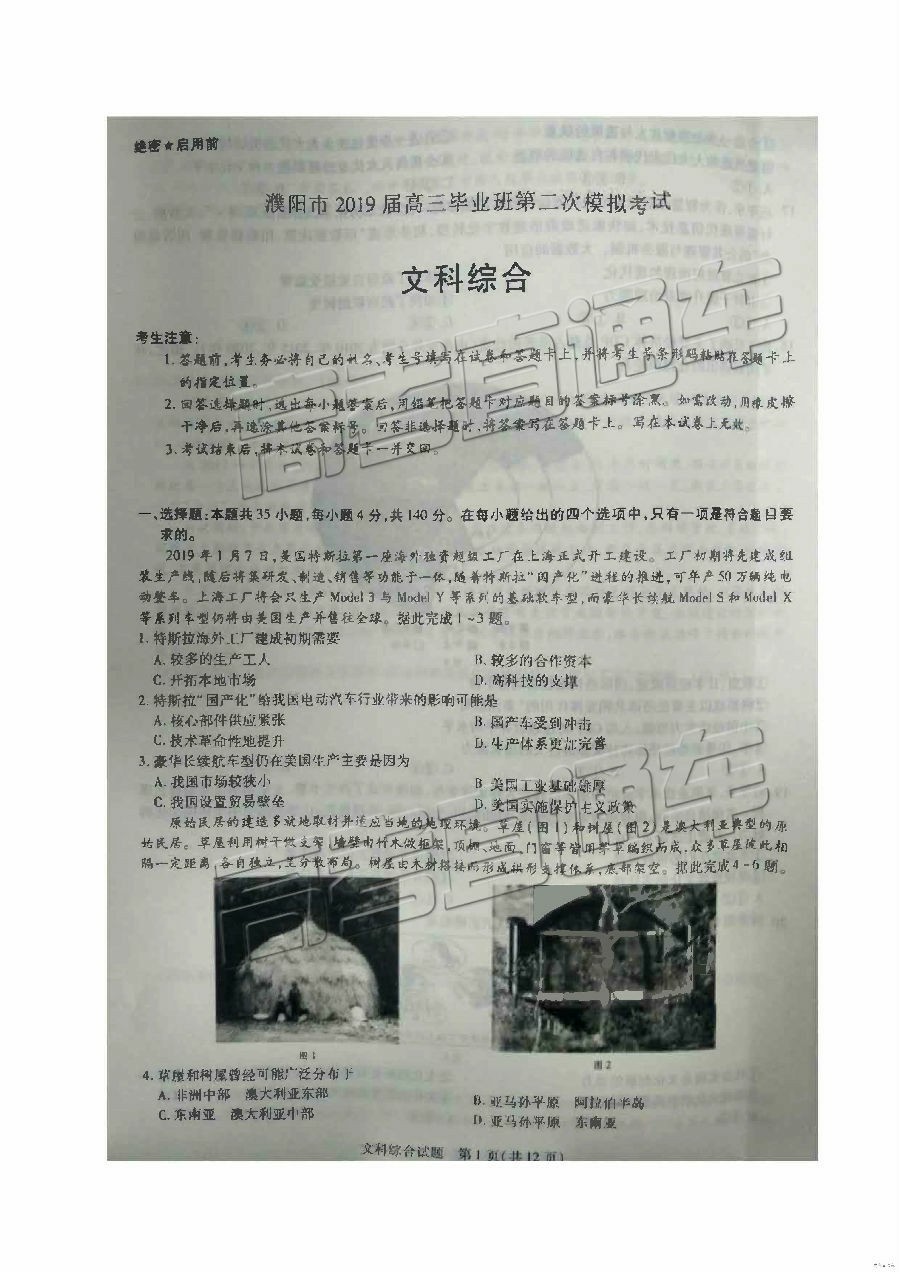 绝密★启用前
濮阳市2019届高三毕业班第二次模拟考试
文科综合
考生注意:
1.答题前,考生务必将自己的姓名、考生号填写在试卷和答题卡上,并将考生号条形码粘贴在答题卡上
的指定位置。
2.回答选择题时,选出每小题答案后,用铅笔把答题卡对应题目的答案标号涂黑。如需改动,用橡皮擦
干净后,再选涂其他答案标号。回答非选择题时,将答案写在答题卡上。写在本试卷上无效。
3.考试结束后,将本试卷和答题卡一并交回。
一、选择题:本题共35小题,每小题4分,共140分。在每小题给出的四个选项中,只有一项是符合题目要
求的。
2019年1月7日,美国特斯拉第一座海外独资超级工厂在上海正式开工建设。工厂初期将先建成组
装生产线,随后将集研发、制造、销售等功能于一体,随着特斯拉“国产化”进程的推进,可年产50万辆纯电
动整车。上海工厂将会只生产Model 3与Model Y等系列的基础款车型,而豪华长续航Model S和Model X
等系列车型仍将由美国生产并售往全球。据此完成1~3题。
1.特斯拉海外工厂建成初期需要
A.较多的生产工人 B.较多的合作资本
C.开拓本地市场 D.高科技的支撑
2.特斯拉“国产化”给我国电动汽车行业带来的影响可能是
A.核心部件供应紧张 B.国产车受到冲击
C.技术革命性地提升 D.生产体系更加完善
3.豪华长续航车型仍在美国生产主要是因为
A.我国市场较狭小 B 美国工业基础雄厚
C.我国设置贸易壁垒 D.美国实施保护主义政策
原始民居的建造多就地取材并适应当地的地理环境。草屋(图1)和树屋(图2)是澳大利亚典型的原
始民居。草屋利用树干做支架,墙壁由竹木做框架,顶棚、地面、门窗等皆用禁草编织而成,众多草屋彼此相
隔一定距离,各自独立,呈分散布局。树屋由木材搭接而形成拱形支撑体系,底部架空。据此完成4~6题。
图1
图2
4.草屋和树屋曾经可能广泛分布于
A.非洲中部 澳大利亚东部 B.亚马孙平原 阿拉伯半岛
C.东南亚 澳大利亚中部 D.亚马孙平原 东南亚
文科综合试题 第1页(共12页)
高考直通车
高考直通车